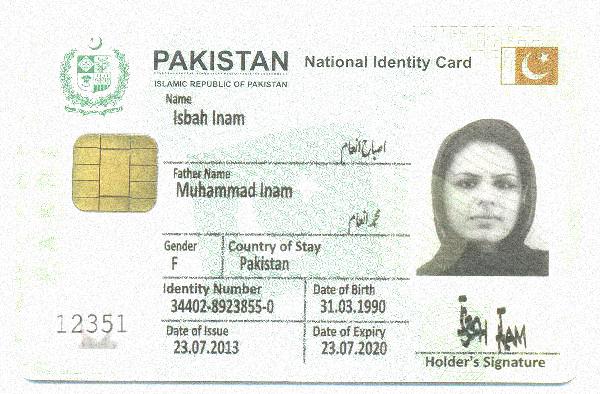 PAKISTAN National Identity Card
ISLAMIC REPUBLIC OF PAKISTAN
Name
Isbah Inam
اصباح انعام
Father Name
Muhammad Inam
محمد انعام
Gender Country of Stay
F Pakistan
Identity Number Date of Birth
34402-8923855-0 31.03.1990
12351
Date of Issue Date of Expiry
23.07.2013 23.07.2020
Holder's Signature